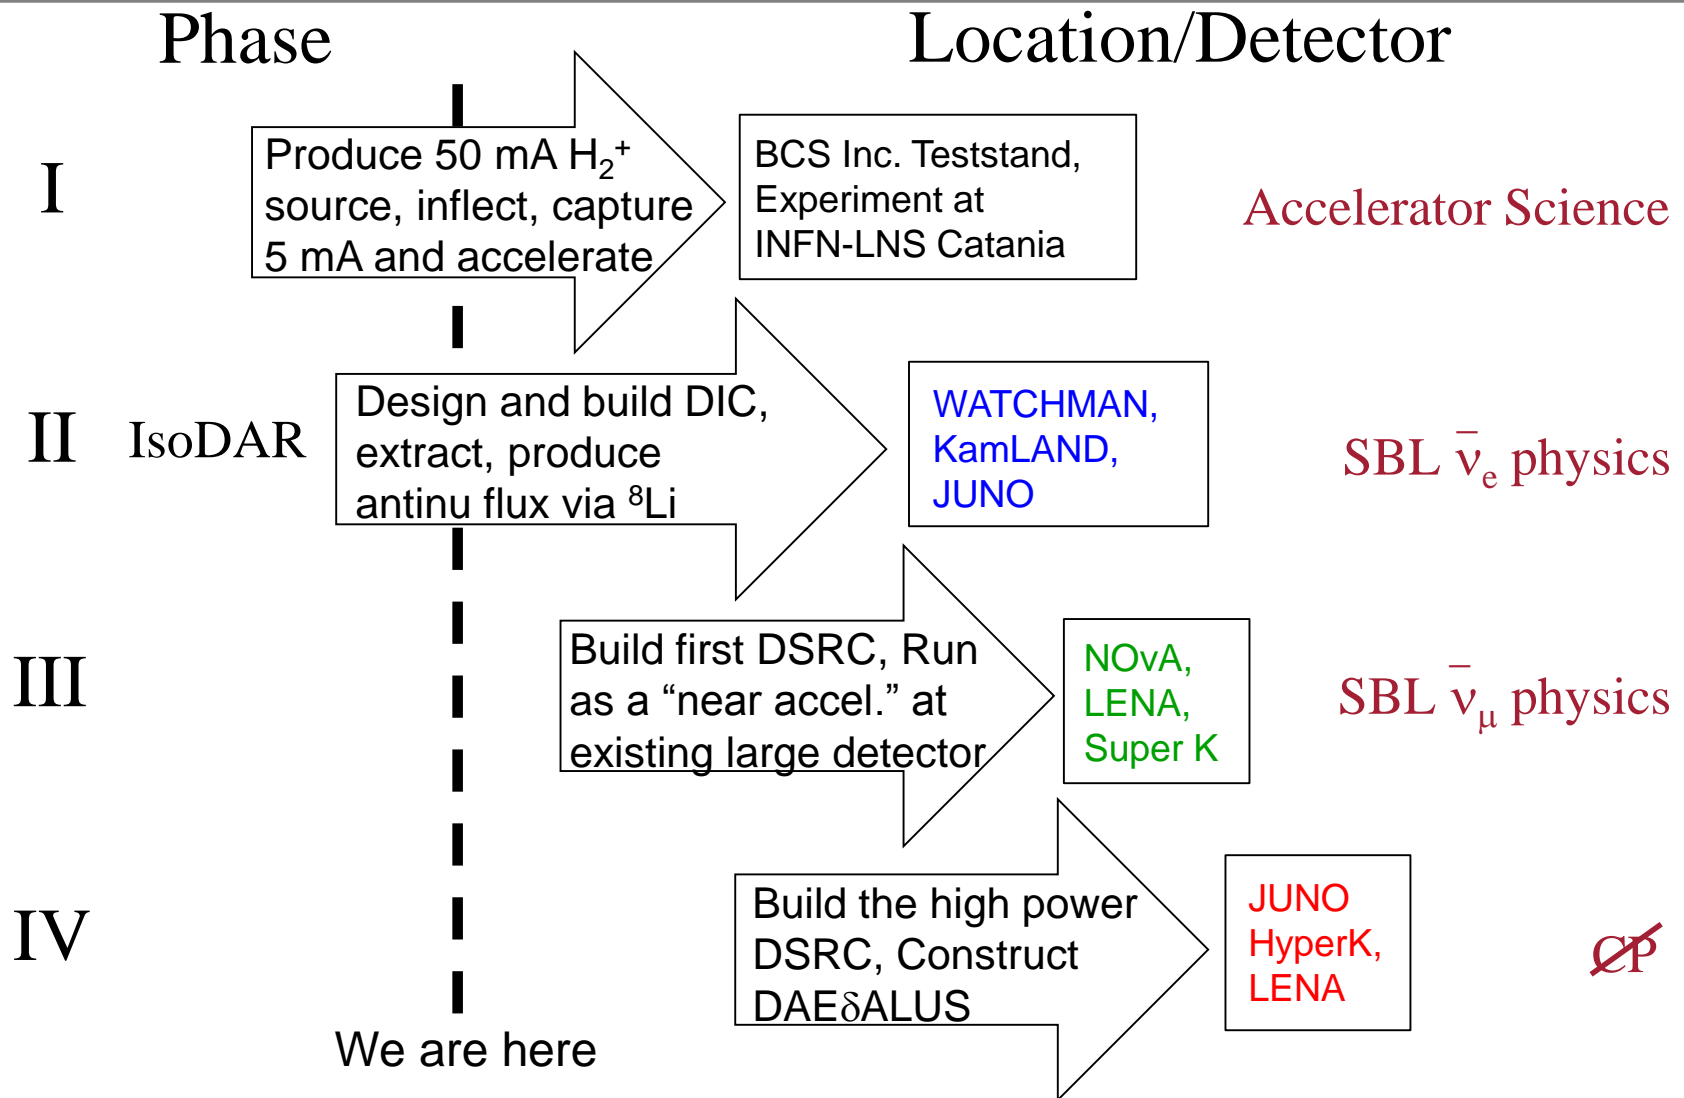 Phase
Location/Detector
I
Produce 50 mA H₂⁺
source, inflect, capture
5 mA and accelerate
BCS Inc. Teststand,
Experiment at
INFN-LNS Catania
Accelerator Science
II
IsoDAR
Design and build DIC,
extract, produce
antinu flux via ⁸Li
WATCHMAN,
KamLAND,
JUNO
SBL ν̄ₑ physics
III
Build first DSRC, Run
as a “near accel.” at
existing large detector
NOvA,
LENA,
Super K
SBL ν̄_μ physics
IV
Build the high power
DSRC, Construct
DAEδALUS
JUNO
HyperK,
LENA
C̸P̸
We are here